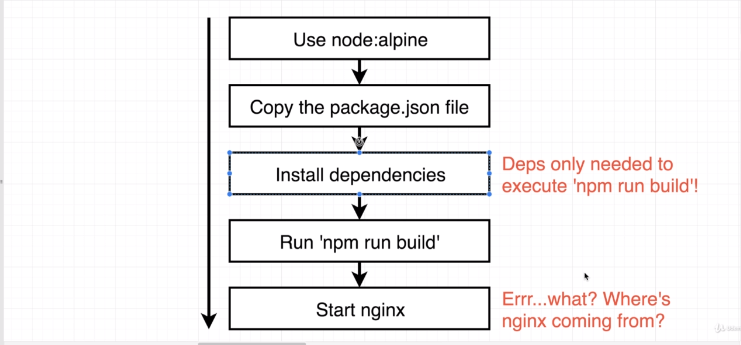 Use node:alpine
Copy the package.json file
Install dependencies
Deps only needed to
execute 'npm run build'!
Run 'npm run build'
Start nginx
Errr...what? Where's
nginx coming from?